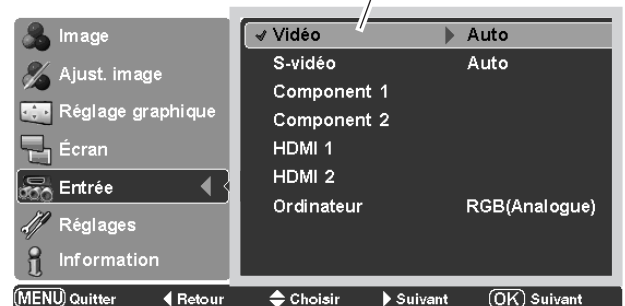 Image
Ajust. image
Réglage graphique
Écran
Entrée
Réglages
Information
Vidéo Auto
S-vidéo Auto
Component 1
Component 2
HDMI 1
HDMI 2
Ordinateur RGB(Analogue)
MENU Quitter Retour Choisir Suivant OK Suivant